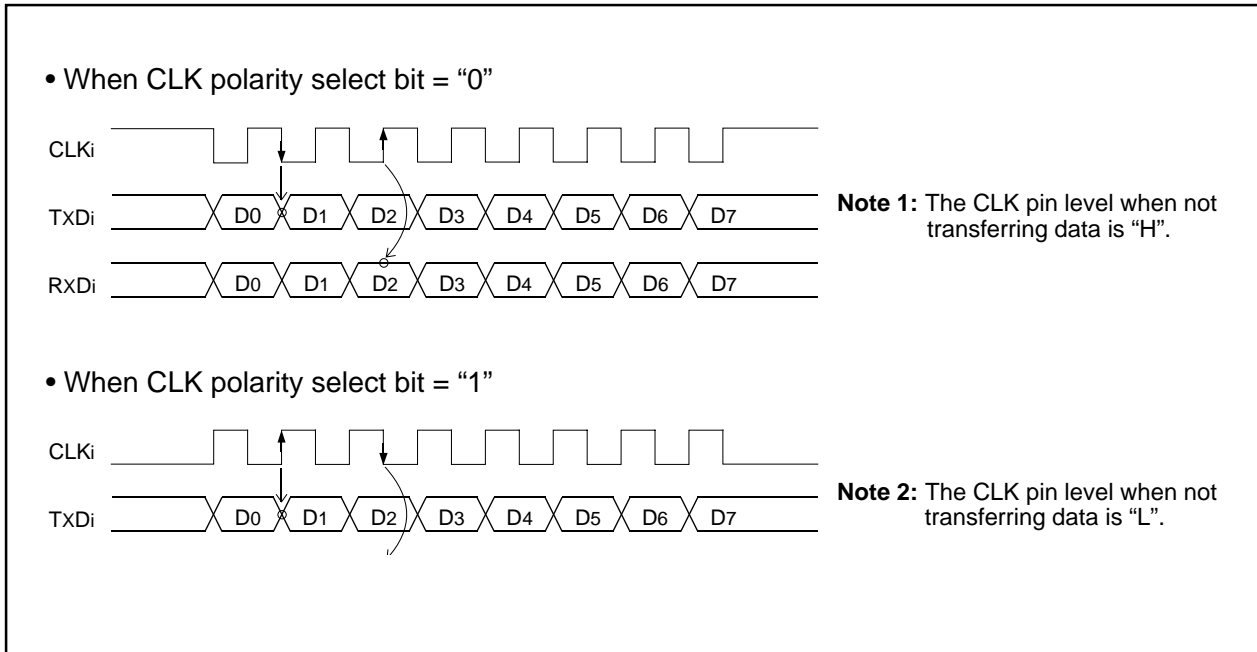 • When CLK polarity select bit = “0”
CLKi
TXDi D0 D1 D2 D3 D4 D5 D6 D7
RXDi D0 D1 D2 D3 D4 D5 D6 D7
Note 1: The CLK pin level when not
transferring data is “H”.
• When CLK polarity select bit = “1”
CLKi
TXDi D0 D1 D2 D3 D4 D5 D6 D7
Note 2: The CLK pin level when not
transferring data is “L”.